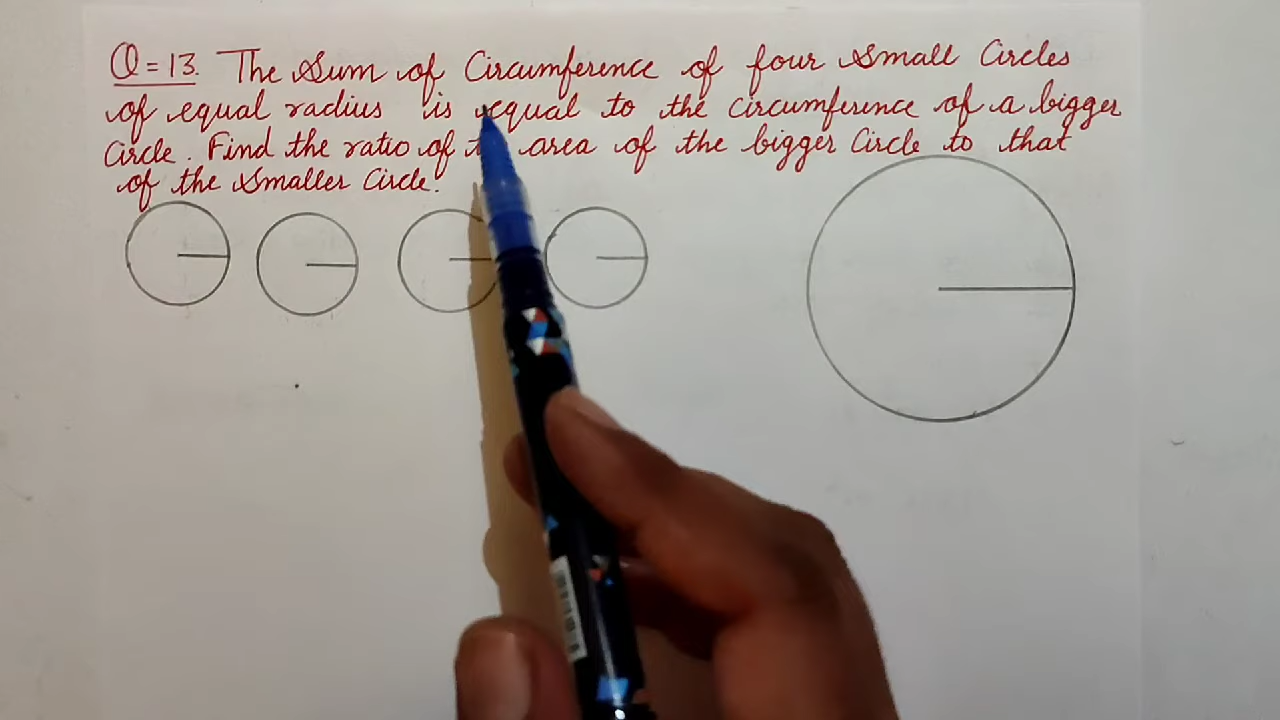 Q=13. The Sum of Circumference of four Small Circles
of equal radius is equal to the circumference of a bigger
Circle. Find the ratio of area of the bigger Circle to that
of the Smaller Circle.